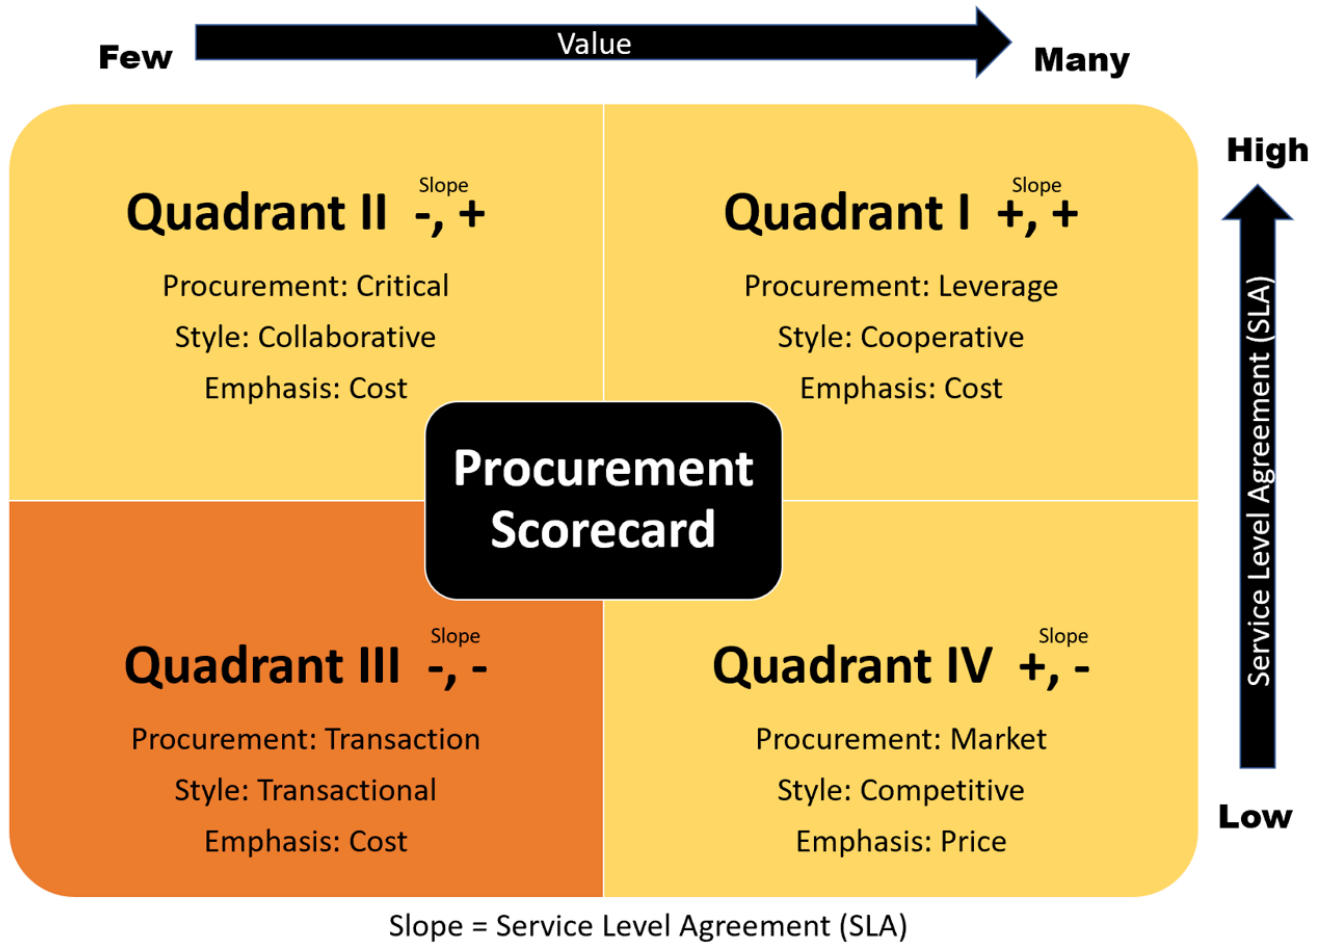 Few
Value
Many
High
Service Level Agreement (SLA)
Low
Slope
Quadrant II -, +
Procurement: Critical
Style: Collaborative
Emphasis: Cost
Slope
Quadrant I +, +
Procurement: Leverage
Style: Cooperative
Emphasis: Cost
Procurement
Scorecard
Slope
Quadrant III -, -
Procurement: Transaction
Style: Transactional
Emphasis: Cost
Slope
Quadrant IV +, -
Procurement: Market
Style: Competitive
Emphasis: Price
Slope = Service Level Agreement (SLA)